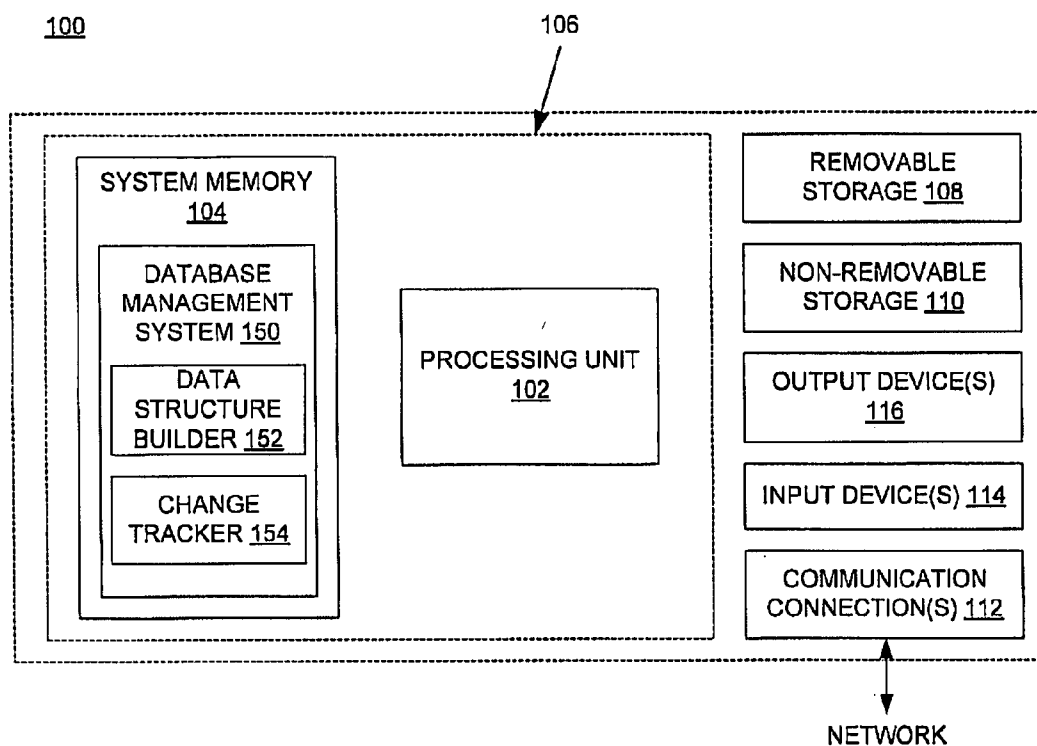 100
106
SYSTEM MEMORY
104
DATABASE
MANAGEMENT
SYSTEM 150
DATA
STRUCTURE
BUILDER 152
CHANGE
TRACKER 154
PROCESSING UNIT
102
REMOVABLE
STORAGE 108
NON-REMOVABLE
STORAGE 110
OUTPUT DEVICE(S)
116
INPUT DEVICE(S) 114
COMMUNICATION
CONNECTION(S) 112
NETWORK